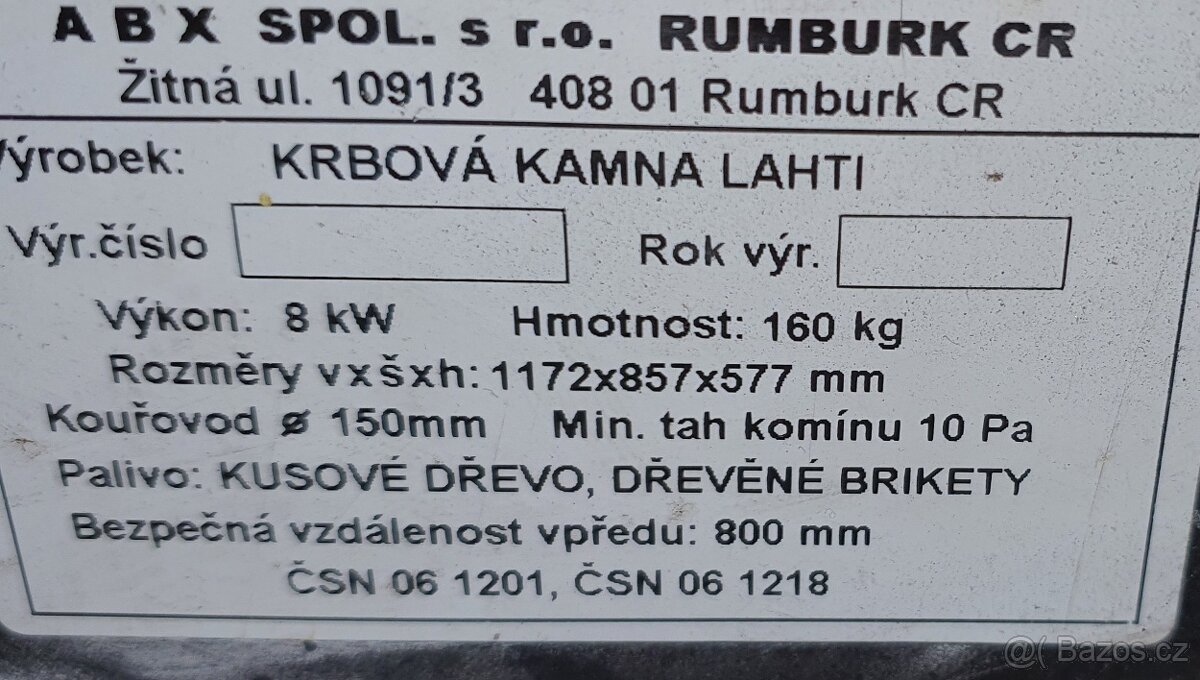 A B X SPOL. s r.o. RUMBURK CR
Žitná ul. 1091/3 408 01 Rumburk CR
Výrobek: KRBOVÁ KAMNA LAHTI
Výr.číslo Rok výr.
Výkon: 8 kW Hmotnost: 160 kg
Rozměry vxšxh: 1172x857x577 mm
Kouřovod ø 150mm Min. tah komínu 10 Pa
Palivo: KUSOVÉ DŘEVO, DŘEVĚNÉ BRIKETY
Bezpečná vzdálenost vpředu: 800 mm
ČSN 06 1201, ČSN 06 1218
@( Bazos.cz